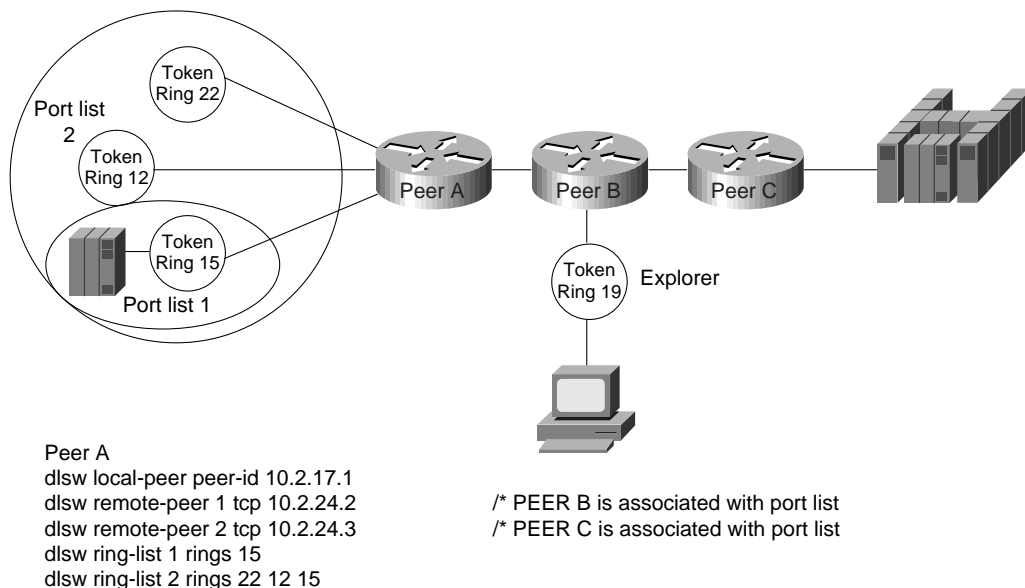 Token
Ring 22
Port list
2
Token
Ring 12
Token
Ring 15
Port list 1
Peer A
Peer B
Peer C
Token
Ring 19
Explorer
Peer A
dlsw local-peer peer-id 10.2.17.1
dlsw remote-peer 1 tcp 10.2.24.2 /* PEER B is associated with port list
dlsw remote-peer 2 tcp 10.2.24.3 /* PEER C is associated with port list
dlsw ring-list 1 rings 15
dlsw ring-list 2 rings 22 12 15